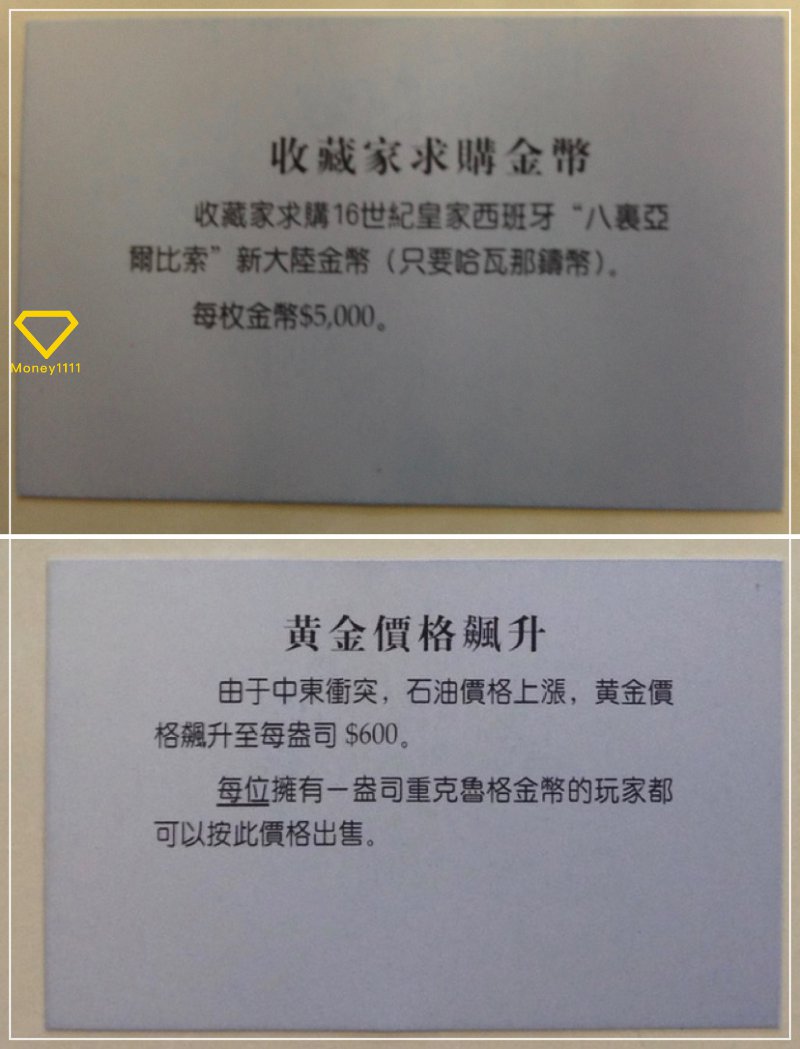 收藏家求購金幣
收藏家求購16世紀皇家西班牙“八裏亞
爾比索”新大陸金幣（只要哈瓦那鑄幣）。
每枚金幣$5,000。
Money1111
黄金價格飆升
由于中東衝突，石油價格上漲，黄金價
格飆升至每盎司 $600。
每位擁有一盎司重克魯格金幣的玩家都
可以按此價格出售。